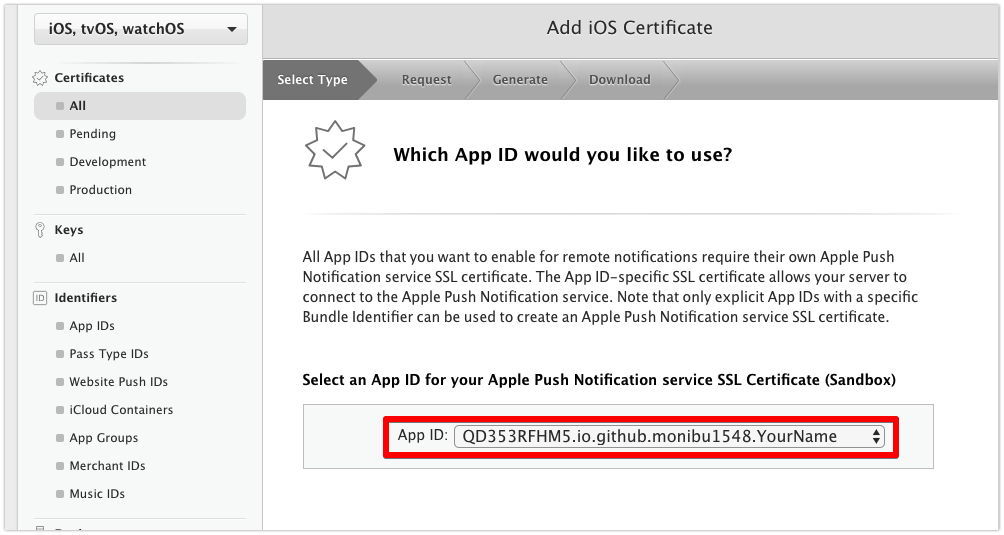 iOS, tvOS, watchOS
Certificates
All
Pending
Development
Production
Keys
All
ID
Identifiers
App IDs
Pass Type IDs
Website Push IDs
iCloud Containers
App Groups
Merchant IDs
Music IDs
Add iOS Certificate
Select Type
Request
Generate
Download
Which App ID would you like to use?
All App IDs that you want to enable for remote notifications require their own Apple Push
Notification service SSL certificate. The App ID-specific SSL certificate allows your server to
connect to the Apple Push Notification service. Note that only explicit App IDs with a specific
Bundle Identifier can be used to create an Apple Push Notification service SSL certificate.
Select an App ID for your Apple Push Notification service SSL Certificate (Sandbox)
App ID: QD353RFHM5.io.github.monibu1548.YourName